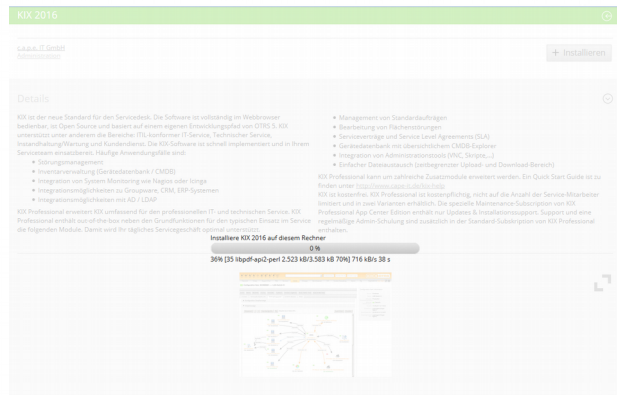 KIX 2016
c.a.p.e. IT GmbH
Administration
+ Installieren
Details
KIX ist der neue Standard für den Servicedesk. Die Software ist vollständig im Webbrowser
bedienbar, ist Open Source und basiert auf einem eigenen Entwicklungspfad von OTRS 5. KIX
unterstützt unter anderem die Bereiche: ITIL-konformer IT-Service, Technischer Service,
Instandhaltung/Wartung und Kundendienst. Die KIX-Software ist schnell implementiert und in Ihrem
Serviceteam einsatzbereit. Häufige Anwendungsfälle sind:
Störungsmanagement
Inventarverwaltung (Gerätedatenbank / CMDB)
Integration von System Monitoring wie Nagios oder Icinga
Integrationsmöglichkeiten zu Groupware, CRM, ERP-Systemen
Integrationsmöglichkeiten mit AD / LDAP
KIX Professional erweitert KIX umfassend für den professionellen IT- und technischen Service. KIX
Professional enthält out-of-the-box neben den Grundfunktionen für den typischen Einsatz im Service
die folgenden Module. Damit wird Ihr tägliches Servicegeschäft optimal unterstützt.
Management von Standardaufträgen
Bearbeitung von Flächenstörungen
Serviceverträge und Service Level Agreements (SLA)
Gerätedatenbank mit übersichtlichem CMDB-Explorer
Integration von Administrationstools (VNC, Skripte,...)
Einfacher Dateiaustausch (zeitbegrenzter Upload- und Download-Bereich)
KIX Professional kann um zahlreiche Zusatzmodule erweitert werden. Ein Quick Start Guide ist zu
finden unter
KIX ist kostenfrei. KIX Professional ist kostenpflichtig, nicht auf die Anzahl der Service-Mitarbeiter
limitiert und in zwei Varianten erhältlich. Die spezielle Maintenance-Subscription von KIX
Professional App Center Edition enthält nur Updates & Installationssupport. Support und eine
regelmäßige Admin-Schulung sind zusätzlich in der Standard-Subskription von KIX Professional
enthalten.
Installiere KIX 2016 auf diesem Rechner
0 %
36% [35 libpdf-api2-perl 2.523 kB/3.583 kB 70%] 716 kB/s 38 s